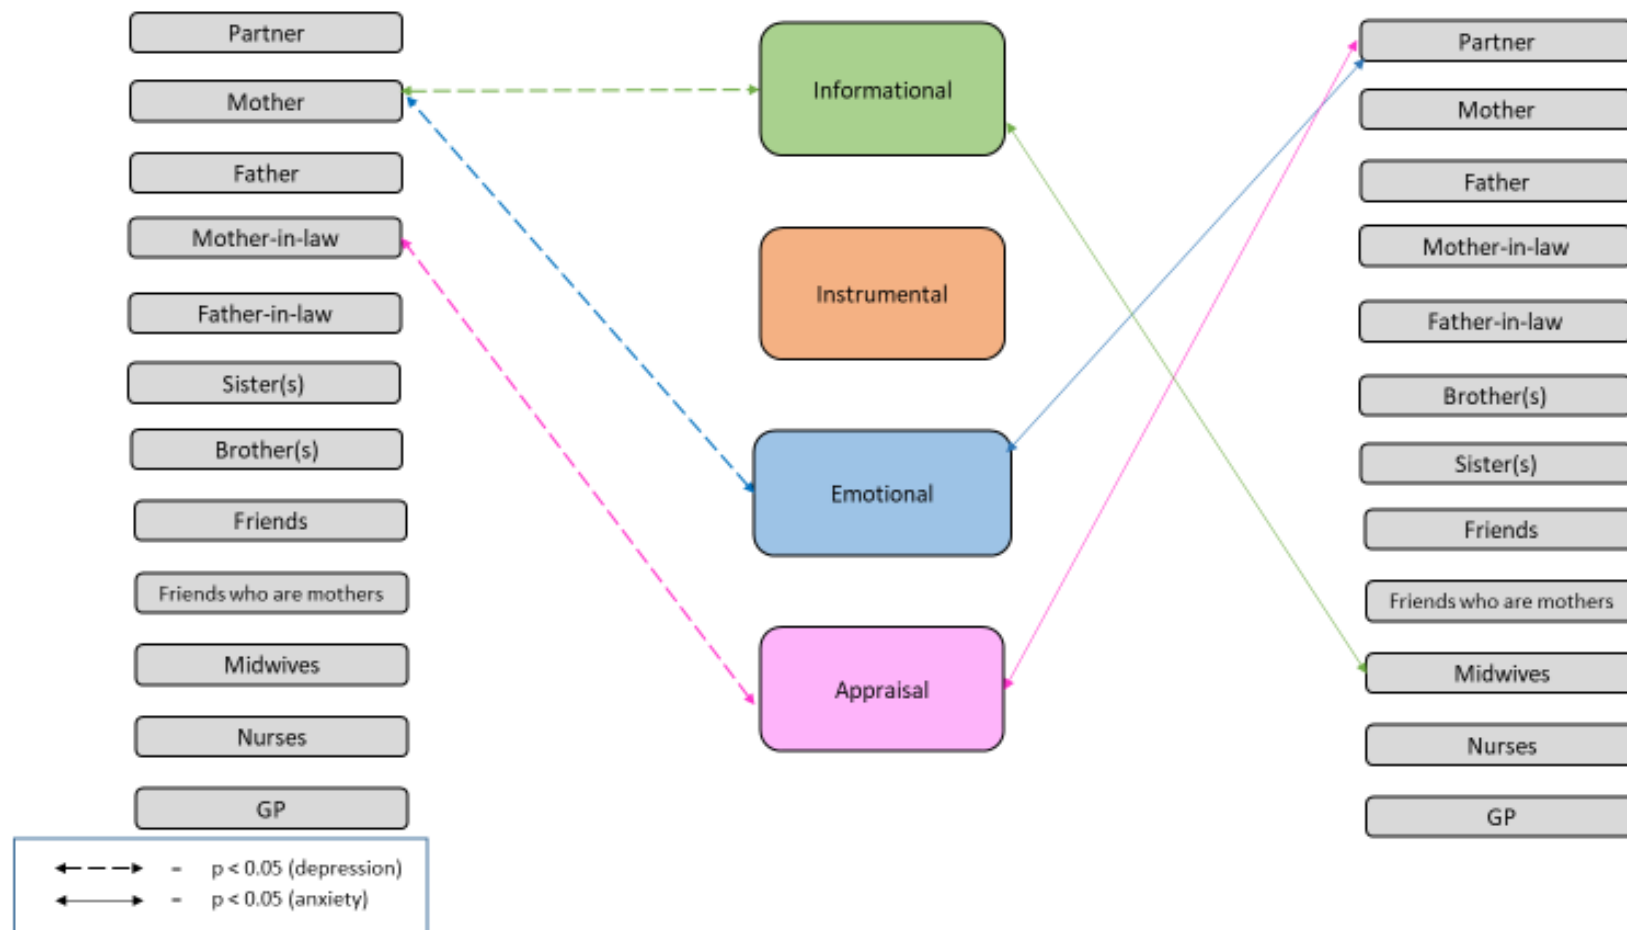 Partner
Mother
Father
Mother-in-law
Father-in-law
Sister(s)
Brother(s)
Friends
Friends who are mothers
Midwives
Nurses
GP
Informational
Instrumental
Emotional
Appraisal
Partner
Mother
Father
Mother-in-law
Father-in-law
Brother(s)
Sister(s)
Friends
Friends who are mothers
Midwives
Nurses
GP
= p < 0.05 (depression)
= p < 0.05 (anxiety)